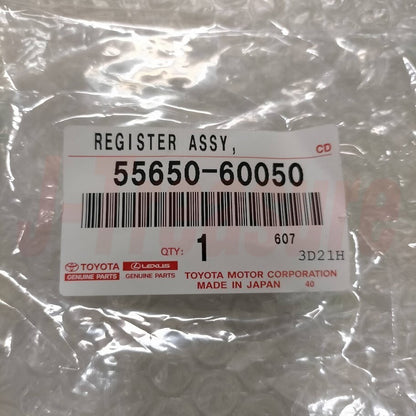 REGISTER ASSY,
CD
55650-60050
QTY: 1
607
3D21H
TOYOTA LEXUS
GENUINE PARTS GENUINE PARTS
TOYOTA MOTOR CORPORATION
MADE IN JAPAN 40